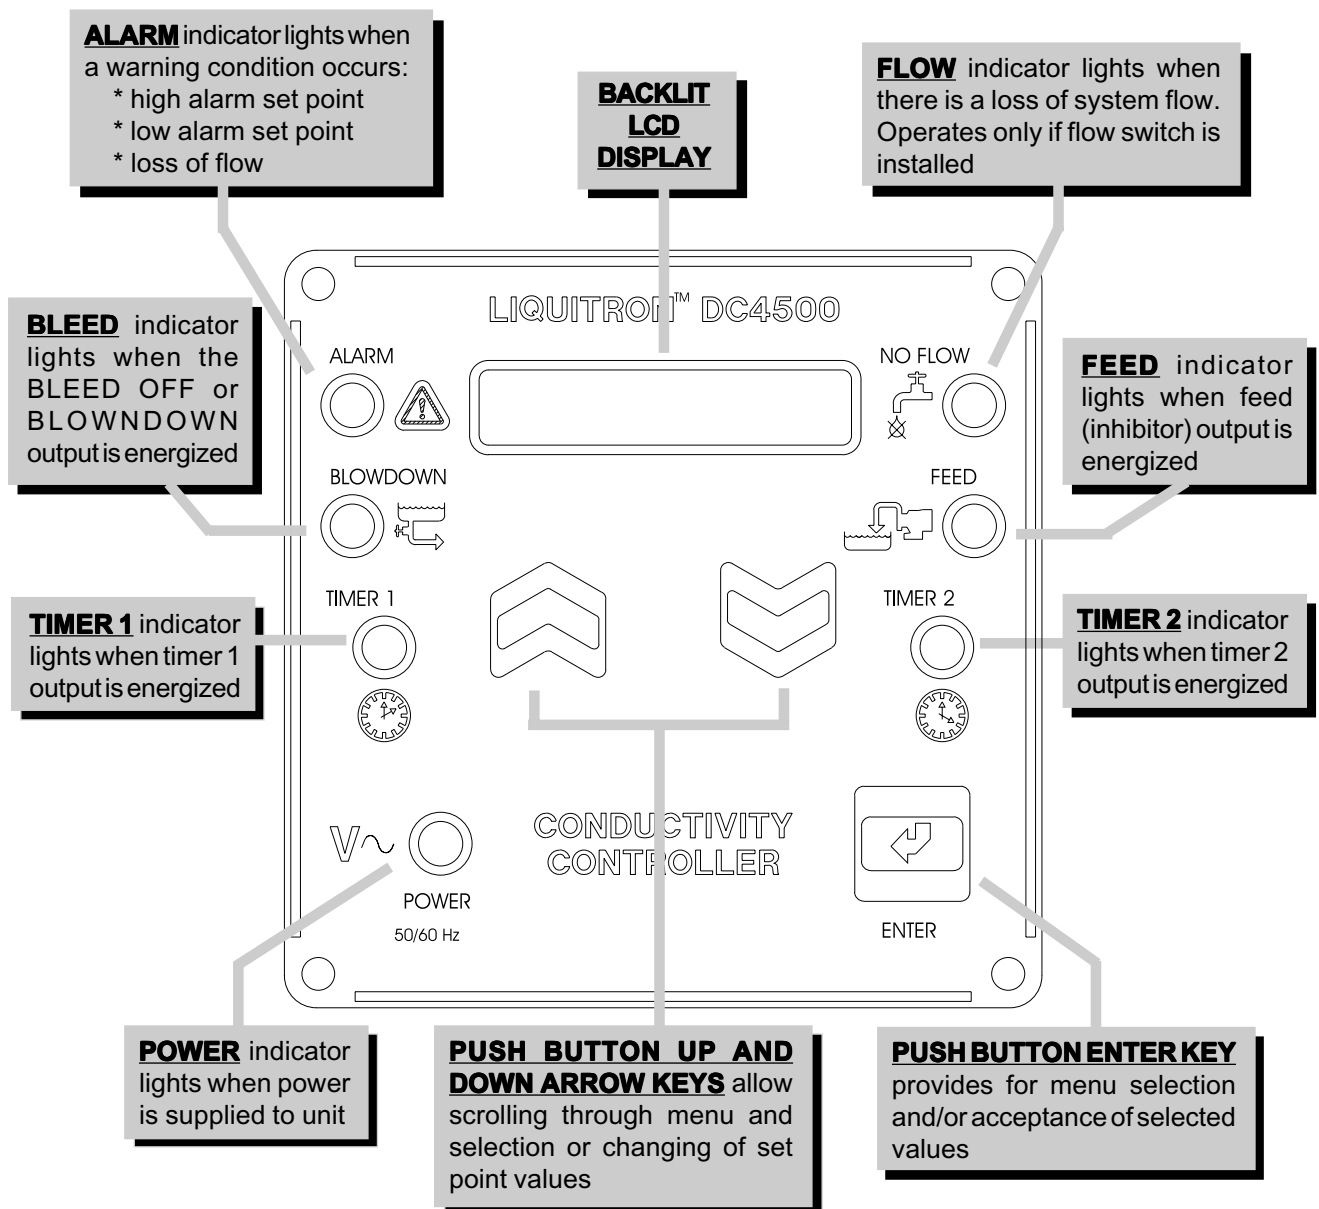 ALARM indicator lights when
a warning condition occurs:
* high alarm set point
* low alarm set point
* loss of flow
BACKLIT
LCD
DISPLAY
FLOW indicator lights when
there is a loss of system flow.
Operates only if flow switch is
installed
BLEED indicator
lights when the
BLEED OFF or
BLOWNDOWN
output is energized
LIQUITRON™ DC4500
ALARM
NO FLOW
FEED indicator
lights when feed
(inhibitor) output is
energized
BLOWDOWN
FEED
TIMER 1 indicator
lights when timer 1
output is energized
TIMER 1
TIMER 2
TIMER 2 indicator
lights when timer 2
output is energized
V
POWER
50/60 Hz
CONDUCTIVITY
CONTROLLER
ENTER
POWER indicator
lights when power
is supplied to unit
PUSH BUTTON UP AND
DOWN ARROW KEYS allow
scrolling through menu and
selection or changing of set
point values
PUSH BUTTON ENTER KEY
provides for menu selection
and/or acceptance of selected
values